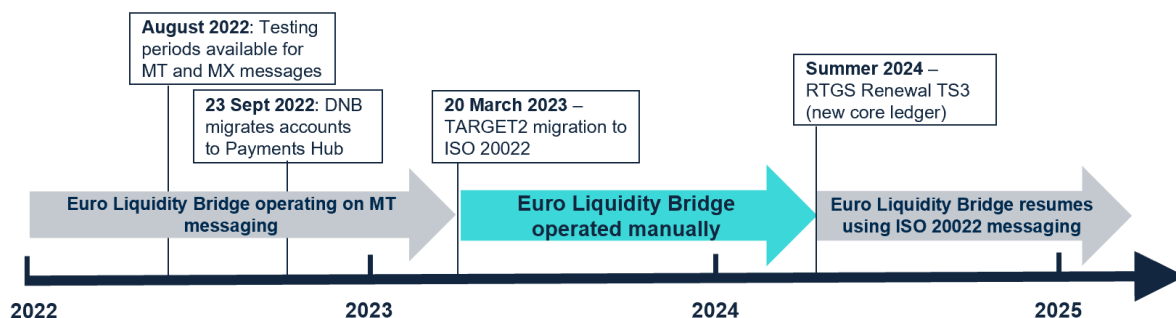 August 2022: Testing
periods available for
MT and MX messages
23 Sept 2022: DNB
migrates accounts
to Payments Hub
20 March 2023 –
TARGET2 migration to
ISO 20022
Summer 2024 –
RTGS Renewal TS3
(new core ledger)
Euro Liquidity Bridge operating on MT
messaging
Euro Liquidity Bridge
operated manually
Euro Liquidity Bridge resumes
using ISO 20022 messaging
2022
2023
2024
2025